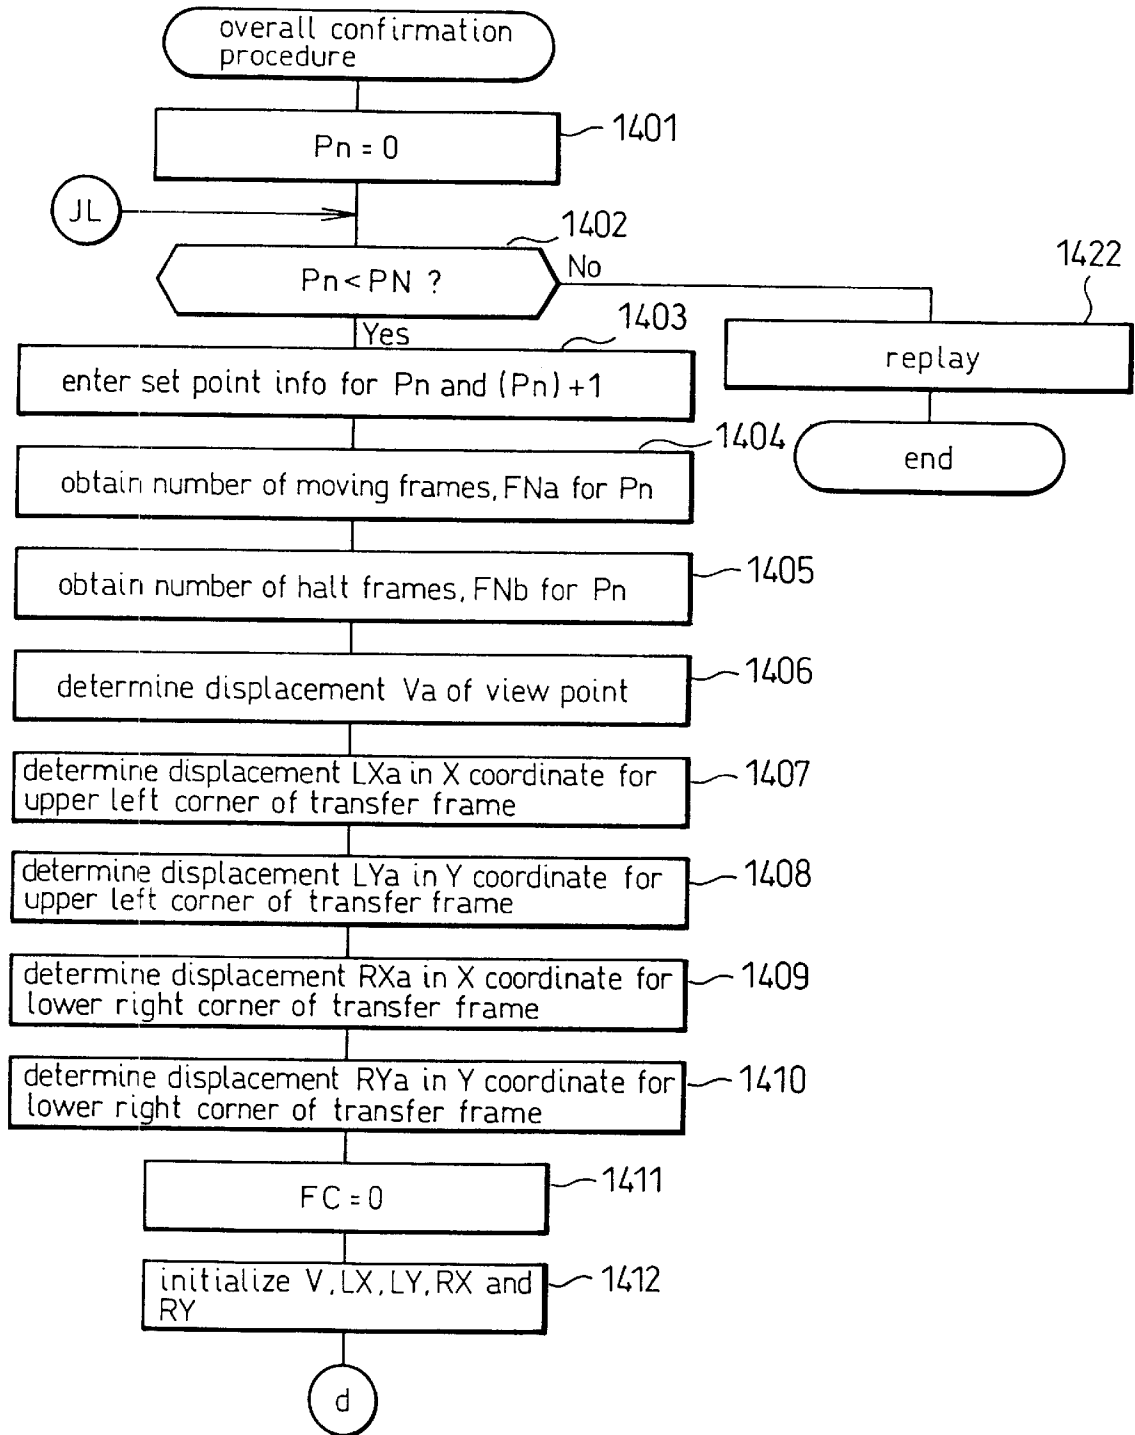 overall confirmation
procedure
1401
Pn = 0
JL
1402
Pn < PN ?
No
1422
Yes
1403
replay
enter set point info for Pn and (Pn) +1
1404
end
obtain number of moving frames, FNa for Pn
1405
obtain number of halt frames, FNb for Pn
1406
determine displacement Va of view point
1407
determine displacement LXa in X coordinate for
upper left corner of transfer frame
1408
determine displacement LYa in Y coordinate for
upper left corner of transfer frame
1409
determine displacement RXa in X coordinate for
lower right corner of transfer frame
1410
determine displacement RYa in Y coordinate for
lower right corner of transfer frame
1411
FC = 0
1412
initialize V, LX, LY, RX and
RY
d